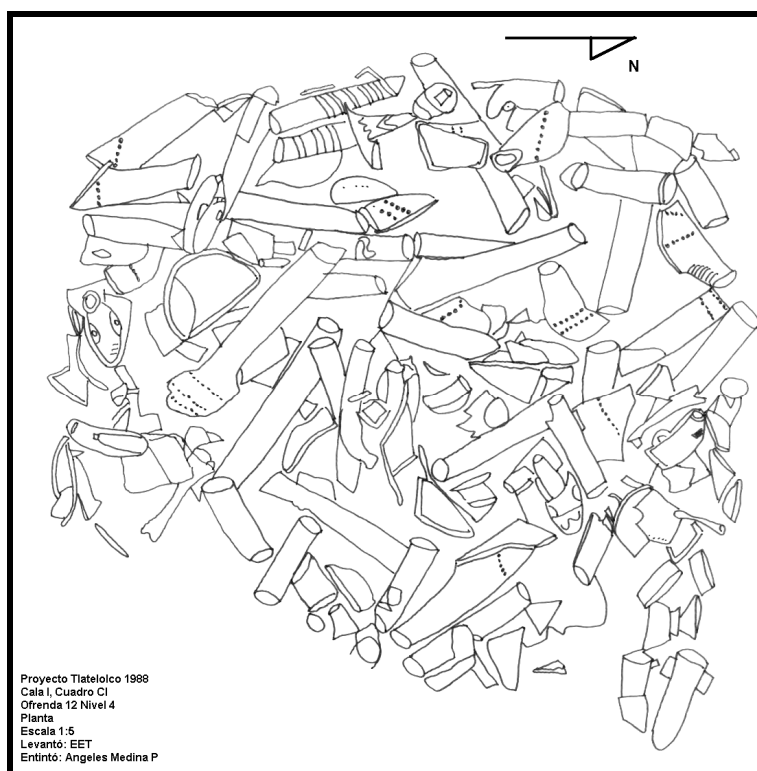 N
Proyecto Tlatelolco 1988
Cala I, Cuadro CI
Ofrenda 12 Nivel 4
Planta
Escala 1:5
Levantó: EET
Entintó: Angeles Medina P